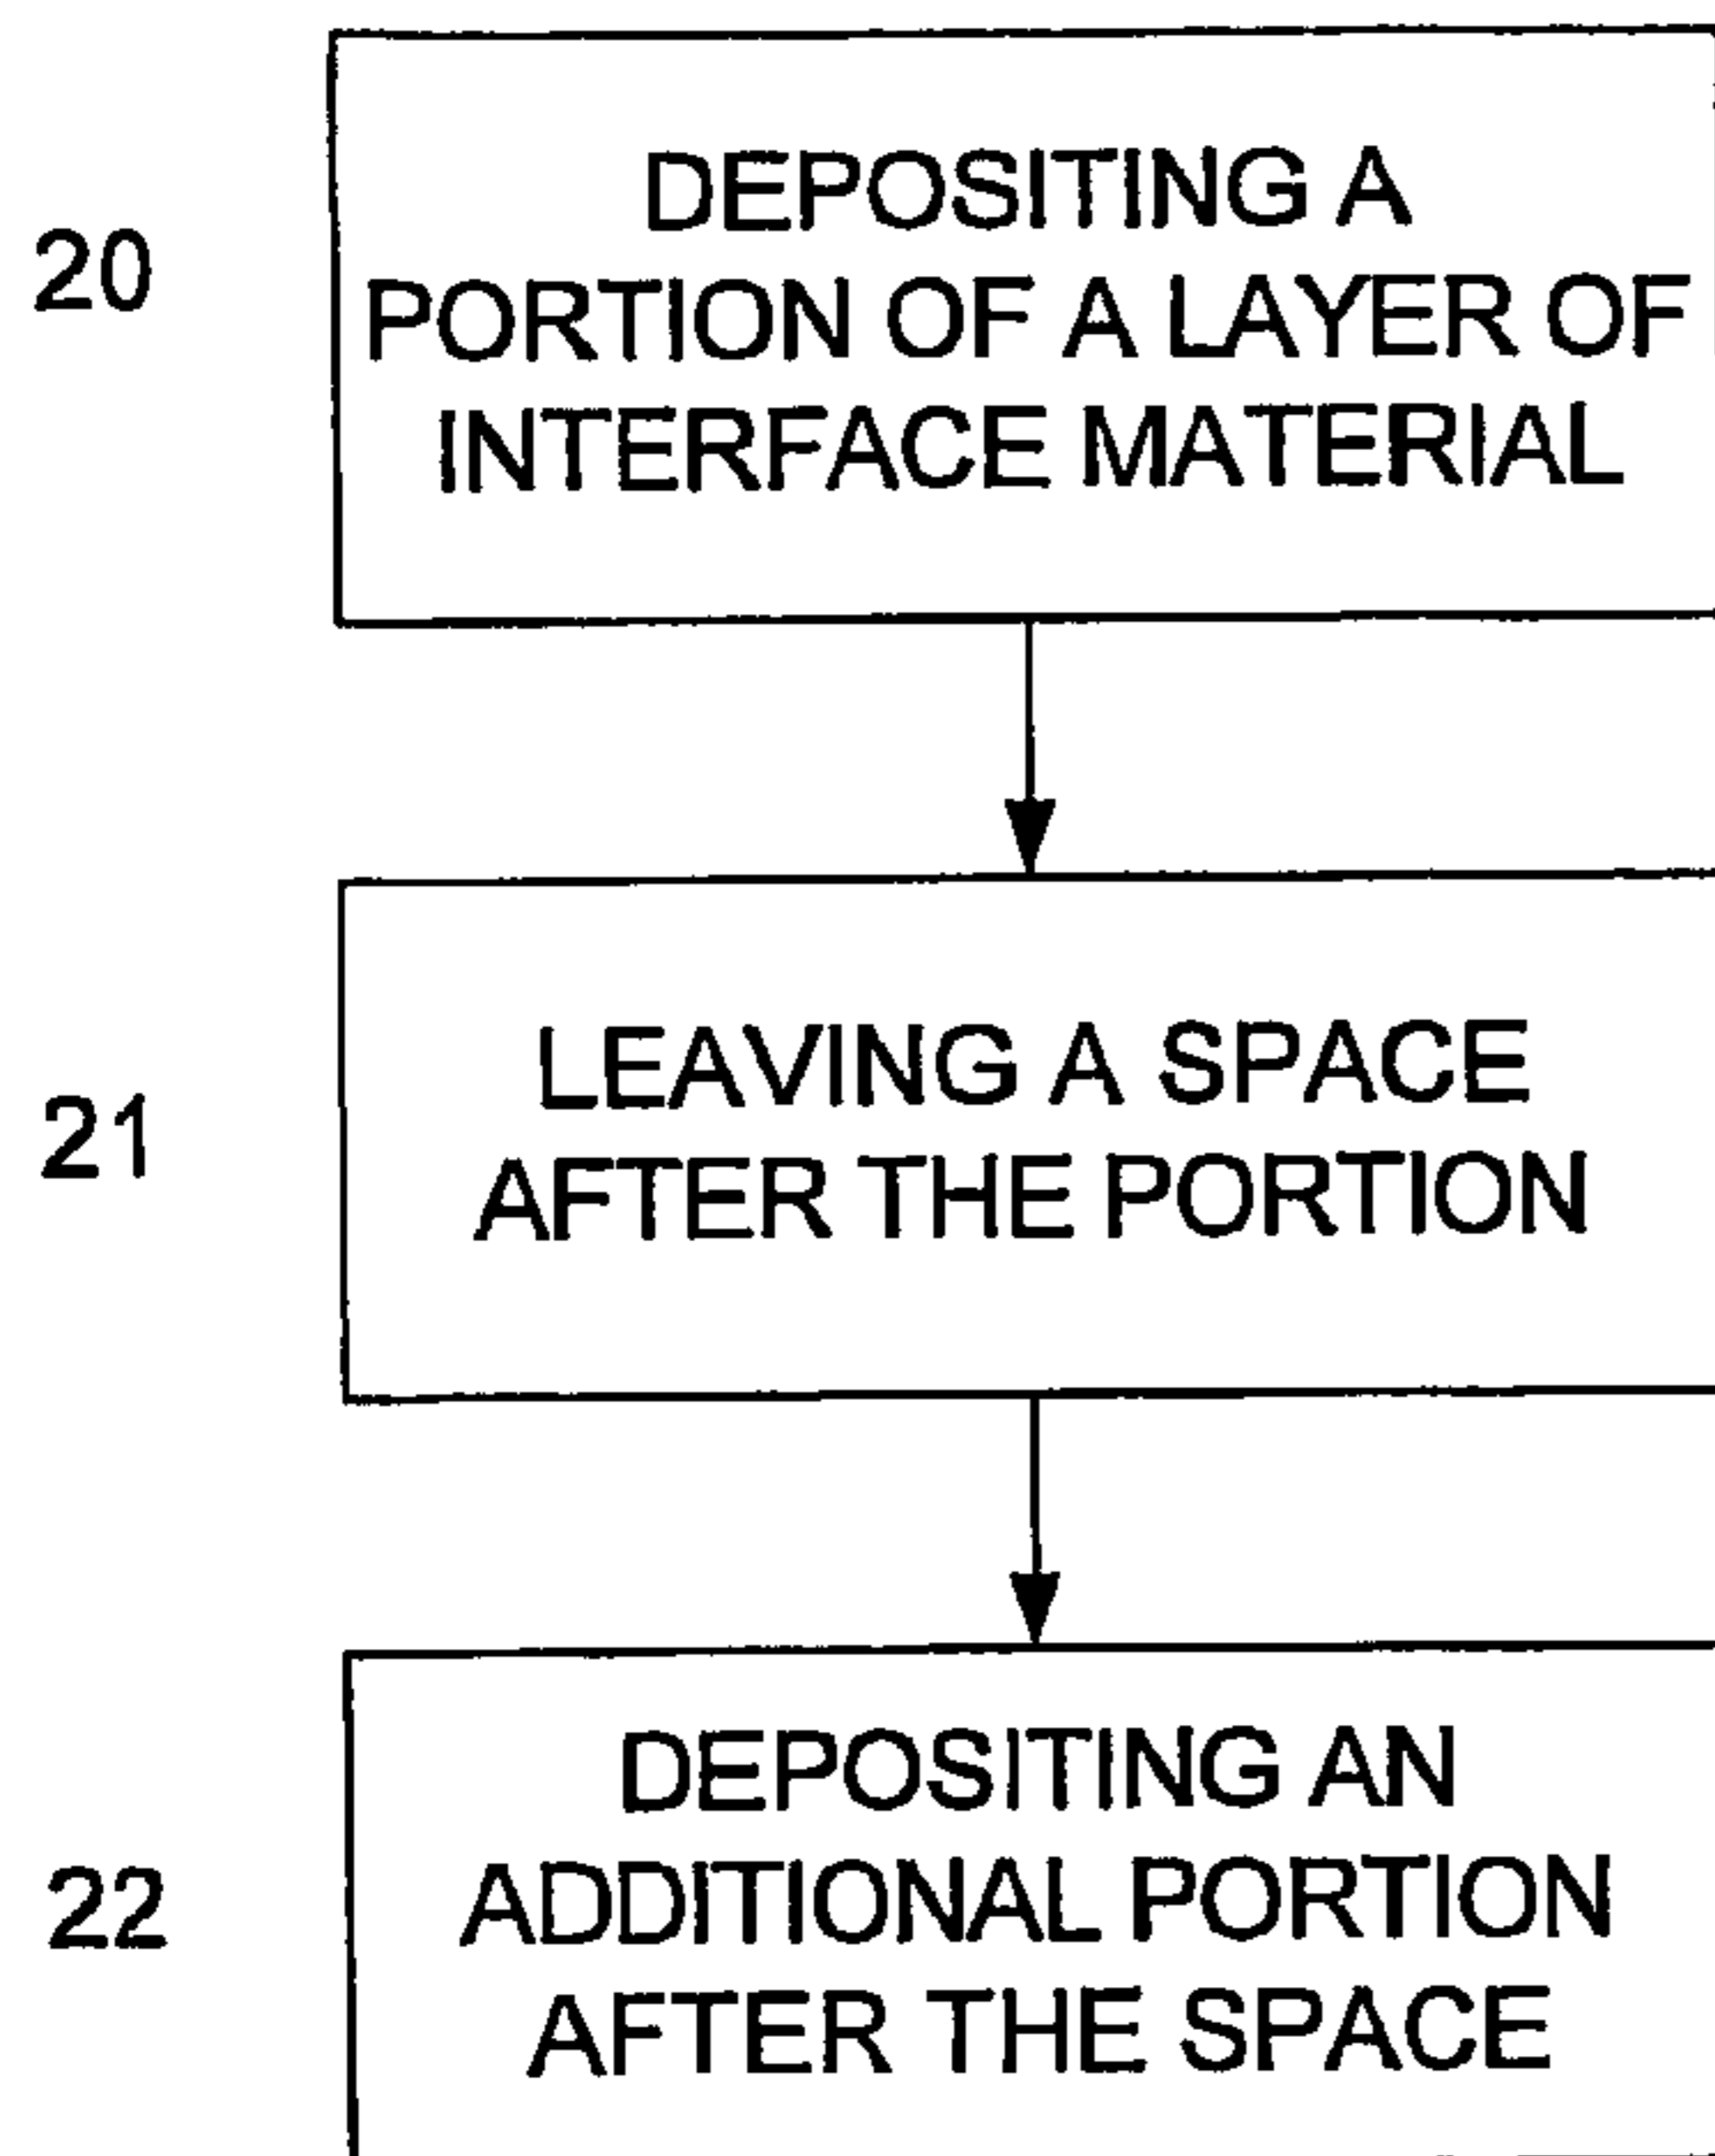 20
DEPOSITING A
PORTION OF A LAYER OF
INTERFACE MATERIAL
21
LEAVING A SPACE
AFTER THE PORTION
22
DEPOSITING AN
ADDITIONAL PORTION
AFTER THE SPACE